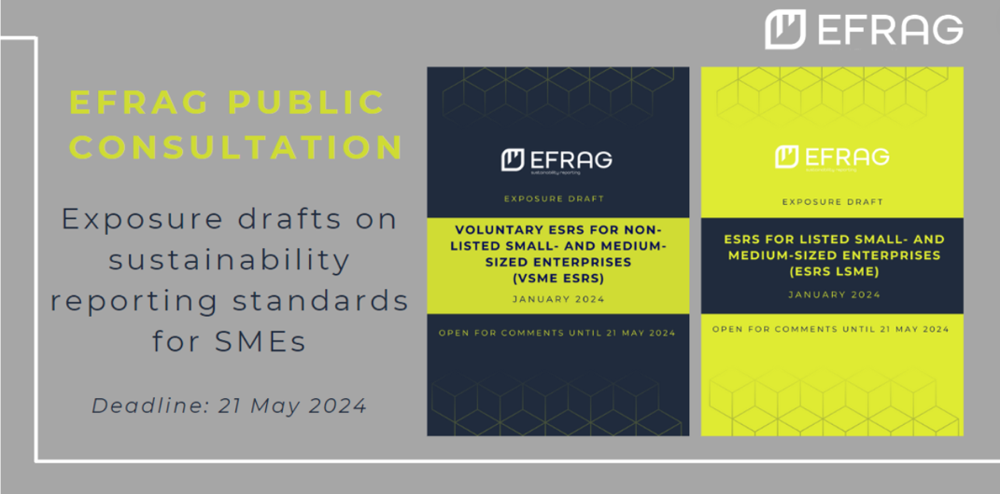 EFRAG
EFRAG PUBLIC
CONSULTATION
Exposure drafts on
sustainability
reporting standards
for SMEs
Deadline: 21 May 2024
EFRAG
sustainability reporting
EXPOSURE DRAFT
VOLUNTARY ESRS FOR NON-
LISTED SMALL- AND MEDIUM-
SIZED ENTERPRISES
(VSME ESRS)
JANUARY 2024
OPEN FOR COMMENTS UNTIL 21 MAY 2024
EFRAG
sustainability reporting
EXPOSURE DRAFT
ESRS FOR LISTED SMALL- AND
MEDIUM-SIZED ENTERPRISES
(ESRS LSME)
JANUARY 2024
OPEN FOR COMMENTS UNTIL 21 MAY 2024